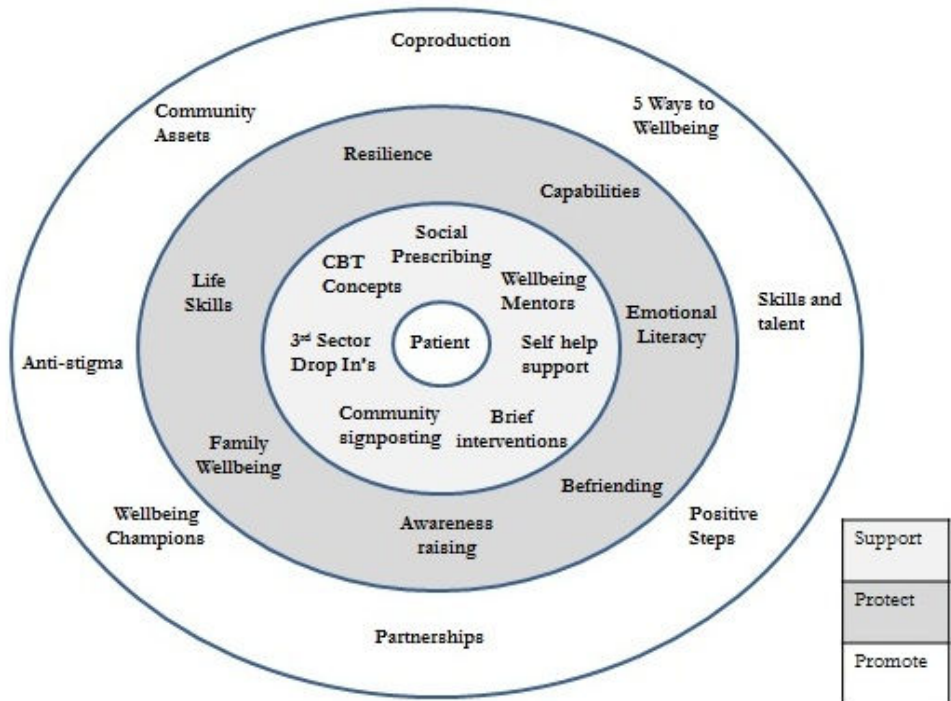 Coproduction
Community
Assets
5 Ways to
Wellbeing
Resilience
Capabilities
Social
Prescribing
CBT
Concepts
Wellbeing
Mentors
Life
Skills
Emotional
Literacy
Skills and
talent
3rd Sector
Drop In's
Patient
Self help
support
Anti-stigma
Community
signposting
Brief
interventions
Family
Wellbeing
Befriending
Wellbeing
Champions
Awareness
raising
Positive
Steps
Partnerships
Support
Protect
Promote